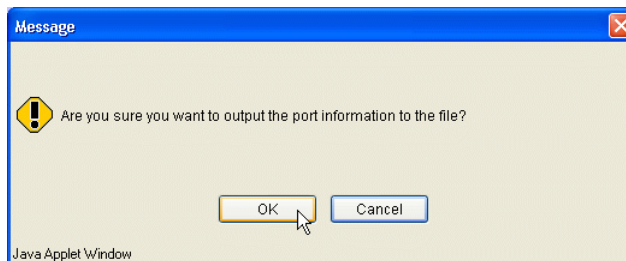 Message
Are you sure you want to output the port information to the file?
OK Cancel
Java Applet Window